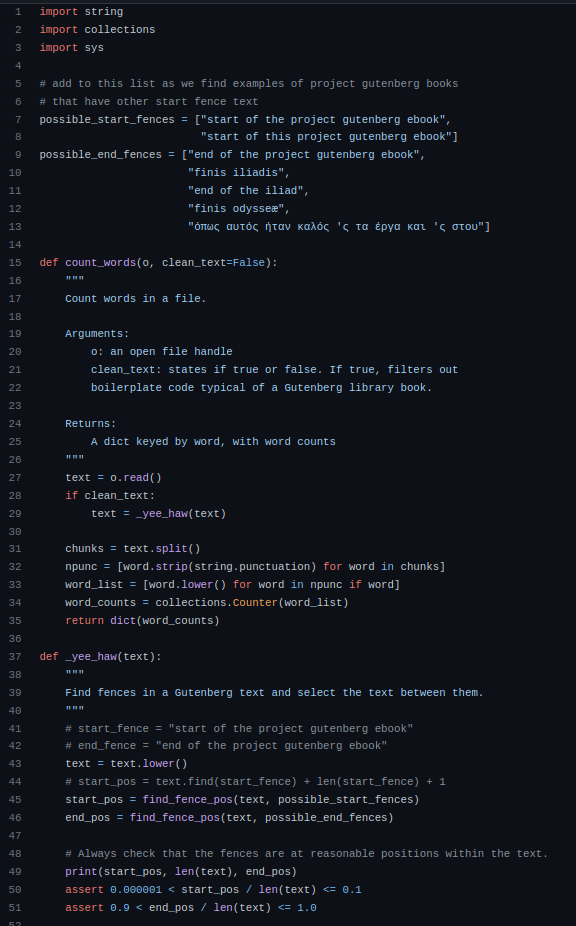 1 import string
2 import collections
3 import sys
4
5 # add to this list as we find examples of project gutenberg books
6 # that have other start fence text
7 possible_start_fences = ["start of the project gutenberg ebook",
8                          "start of this project gutenberg ebook"]
9 possible_end_fences = ["end of the project gutenberg ebook",
10                       "finis iliadis",
11                       "end of the iliad",
12                       "finis odysseæ",
13                       "όπως αυτός ήταν καλός 'ς τα έργα και 'ς στου"]
14
15 def count_words(o, clean_text=False):
16     """
17     Count words in a file.
18
19     Arguments:
20         o: an open file handle
21         clean_text: states if true or false. If true, filters out
22         boilerplate code typical of a Gutenberg library book.
23
24     Returns:
25         A dict keyed by word, with word counts
26     """
27     text = o.read()
28     if clean_text:
29         text = _yee_haw(text)
30
31     chunks = text.split()
32     npunc = [word.strip(string.punctuation) for word in chunks]
33     word_list = [word.lower() for word in npunc if word]
34     word_counts = collections.Counter(word_list)
35     return dict(word_counts)
36
37 def _yee_haw(text):
38     """
39     Find fences in a Gutenberg text and select the text between them.
40     """
41     # start_fence = "start of the project gutenberg ebook"
42     # end_fence = "end of the project gutenberg ebook"
43     text = text.lower()
44     # start_pos = text.find(start_fence) + len(start_fence) + 1
45     start_pos = find_fence_pos(text, possible_start_fences)
46     end_pos = find_fence_pos(text, possible_end_fences)
47
48     # Always check that the fences are at reasonable positions within the text.
49     print(start_pos, len(text), end_pos)
50     assert 0.000001 < start_pos / len(text) <= 0.1
51     assert 0.9 < end_pos / len(text) <= 1.0
52